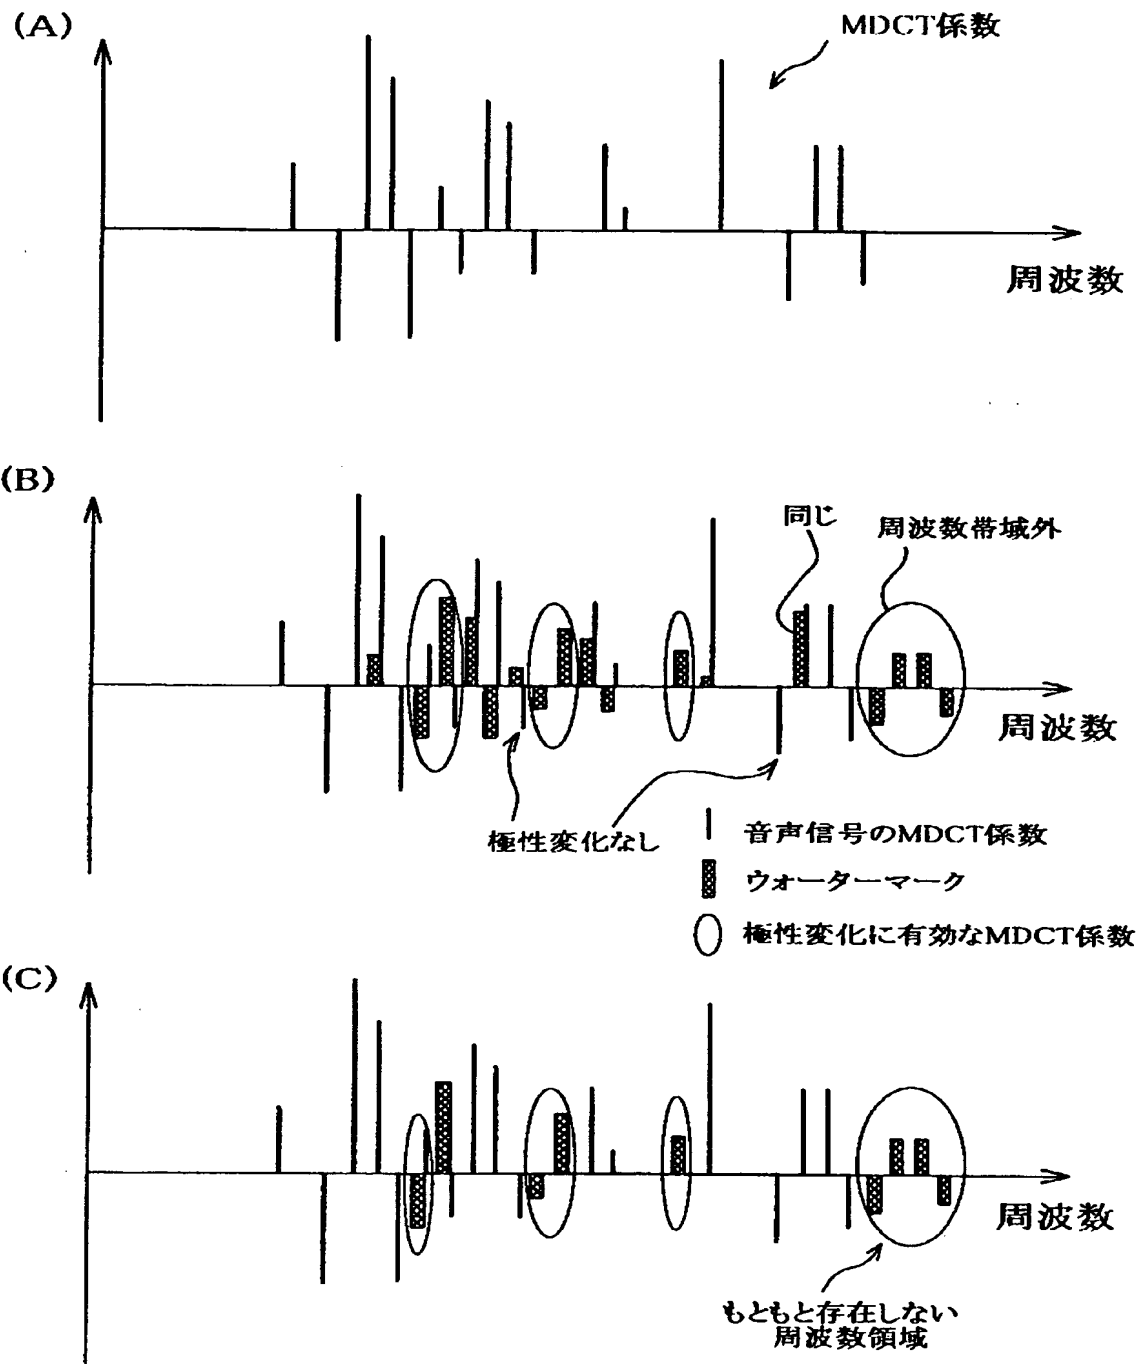 (A)
MDCT係数
周波数
(B)
同じ
周波数帯域外
周波数
極性変化なし
音声信号のMDCT係数
ウォーターマーク
極性変化に有効なMDCT係数
(C)
周波数
もともと存在しない
周波数領域